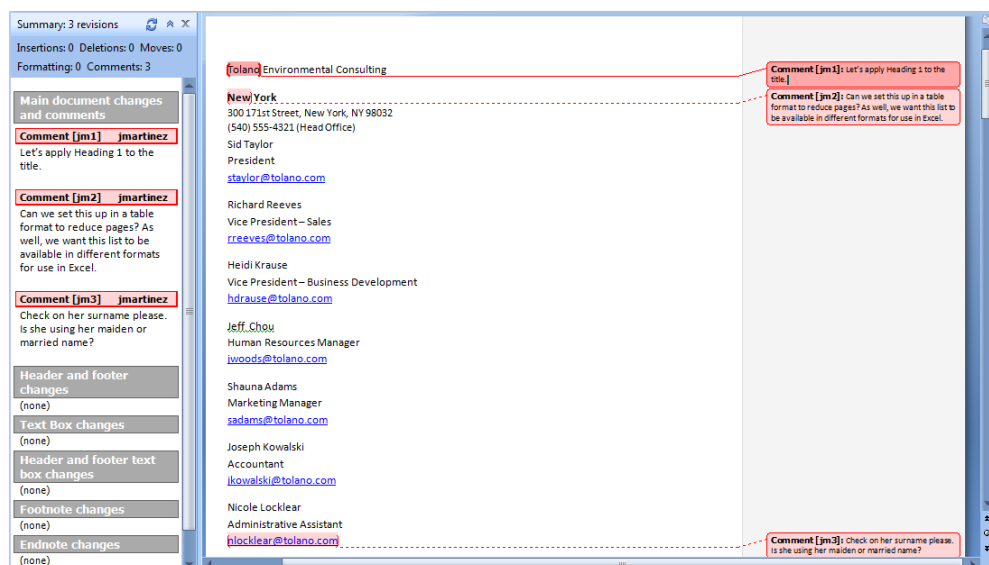 Summary: 3 revisions
Insertions: 0 Deletions: 0 Moves: 0
Formatting: 0 Comments: 3
Main document changes
and comments
Comment [jm1] jmartinez
Let's apply Heading 1 to the
title.
Comment [jm2] jmartinez
Can we set this up in a table
format to reduce pages? As
well, we want this list to be
available in different formats
for use in Excel.
Comment [jm3] jmartinez
Check on her surname please.
Is she using her maiden or
married name?
Header and footer
changes
(none)
Text Box changes
(none)
Header and footer text
box changes
(none)
Footnote changes
(none)
Endnote changes
(none)
Tolano Environmental Consulting
New York
300 171st Street, New York, NY 98032
(540) 555-4321 (Head Office)
Sid Taylor
President
staylor@tolano.com
Richard Reeves
Vice President – Sales
rreeves@tolano.com
Heidi Krause
Vice President – Business Development
hdrause@tolano.com
Jeff Chou
Human Resources Manager
jwoods@tolano.com
Shauna Adams
Marketing Manager
sadams@tolano.com
Joseph Kowalski
Accountant
jkowalski@tolano.com
Nicole Locklear
Administrative Assistant
nlocklear@tolano.com
Comment [jm1]: Let's apply Heading 1 to the
title.
Comment [jm2]: Can we set this up in a table
format to reduce pages? As well, we want this list to
be available in different formats for use in Excel.
Comment [jm3]: Check on her surname please.
Is she using her maiden or married name?